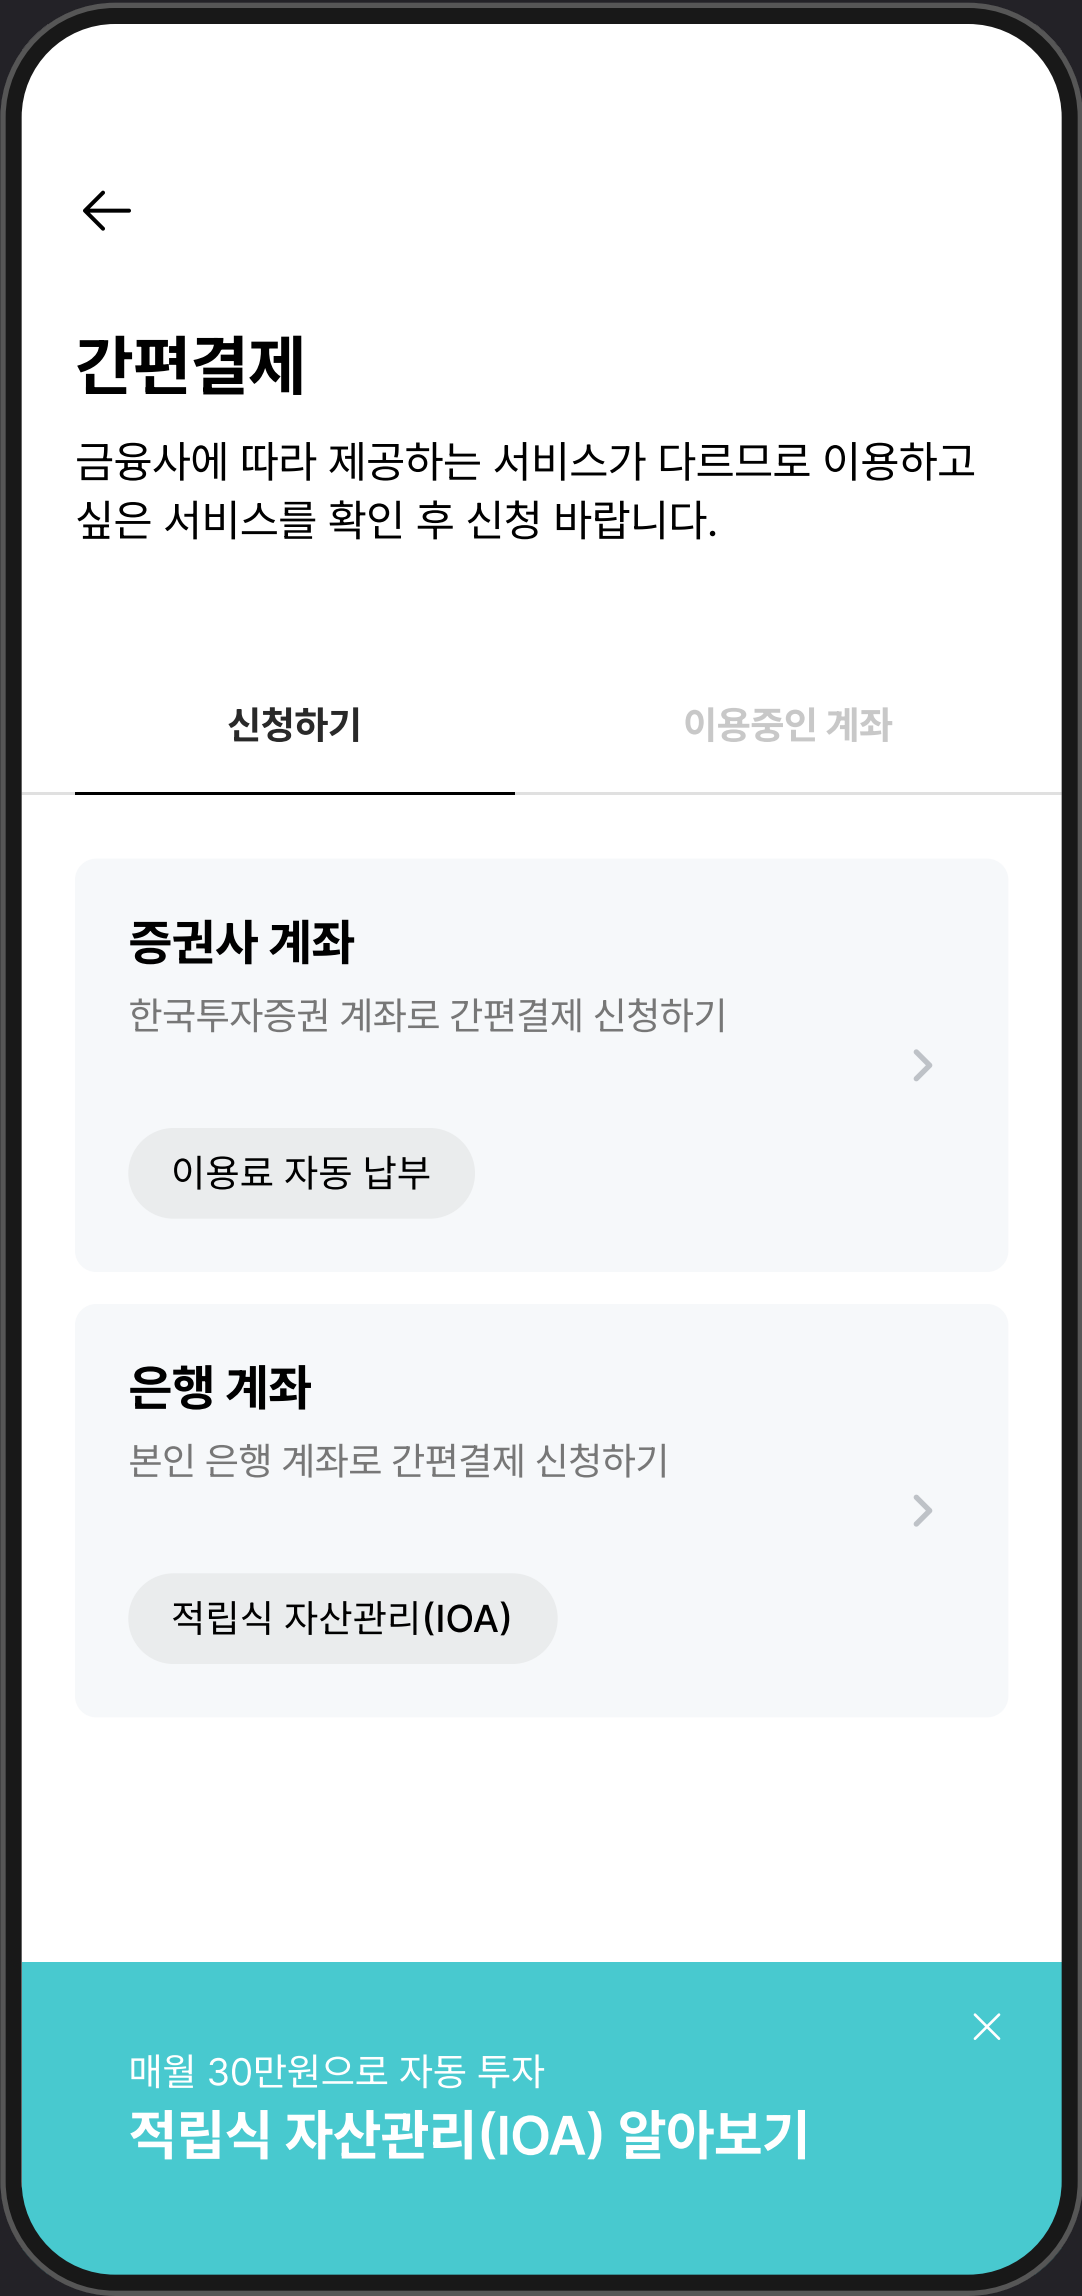 간편결제
금융사에 따라 제공하는 서비스가 다르므로 이용하고
싶은 서비스를 확인 후 신청 바랍니다.
신청하기
이용중인 계좌
증권사 계좌
한국투자증권 계좌로 간편결제 신청하기
이용료 자동 납부
은행 계좌
본인 은행 계좌로 간편결제 신청하기
적립식 자산관리(IOA)
매월 30만원으로 자동 투자
적립식 자산관리(IOA) 알아보기